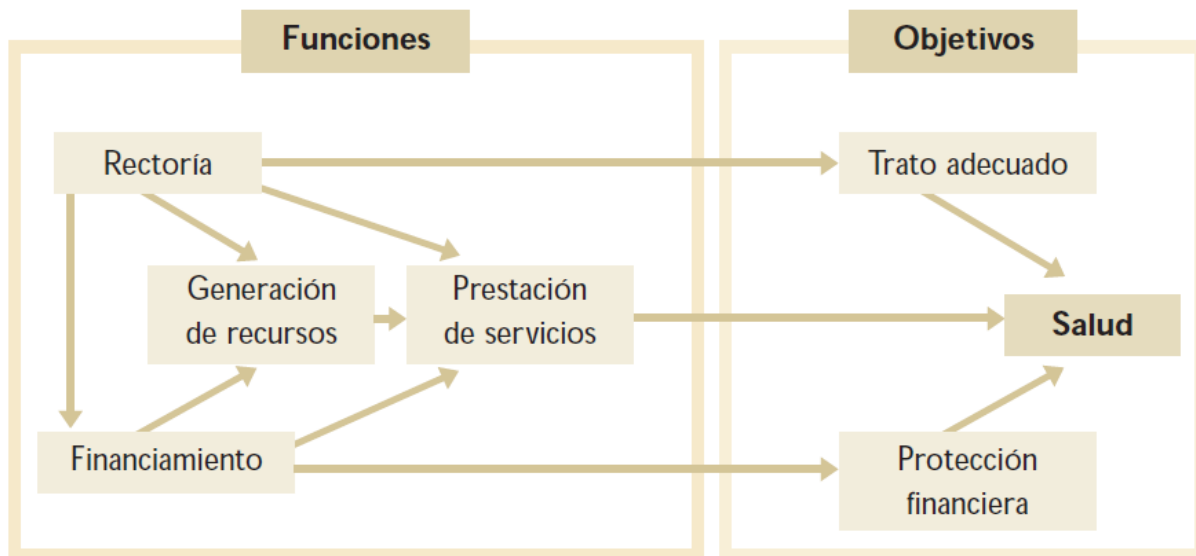 Funciones
Objetivos
Rectoría
Trato adecuado
Generación
de recursos
Prestación
de servicios
Salud
Financiamiento
Protección
financiera